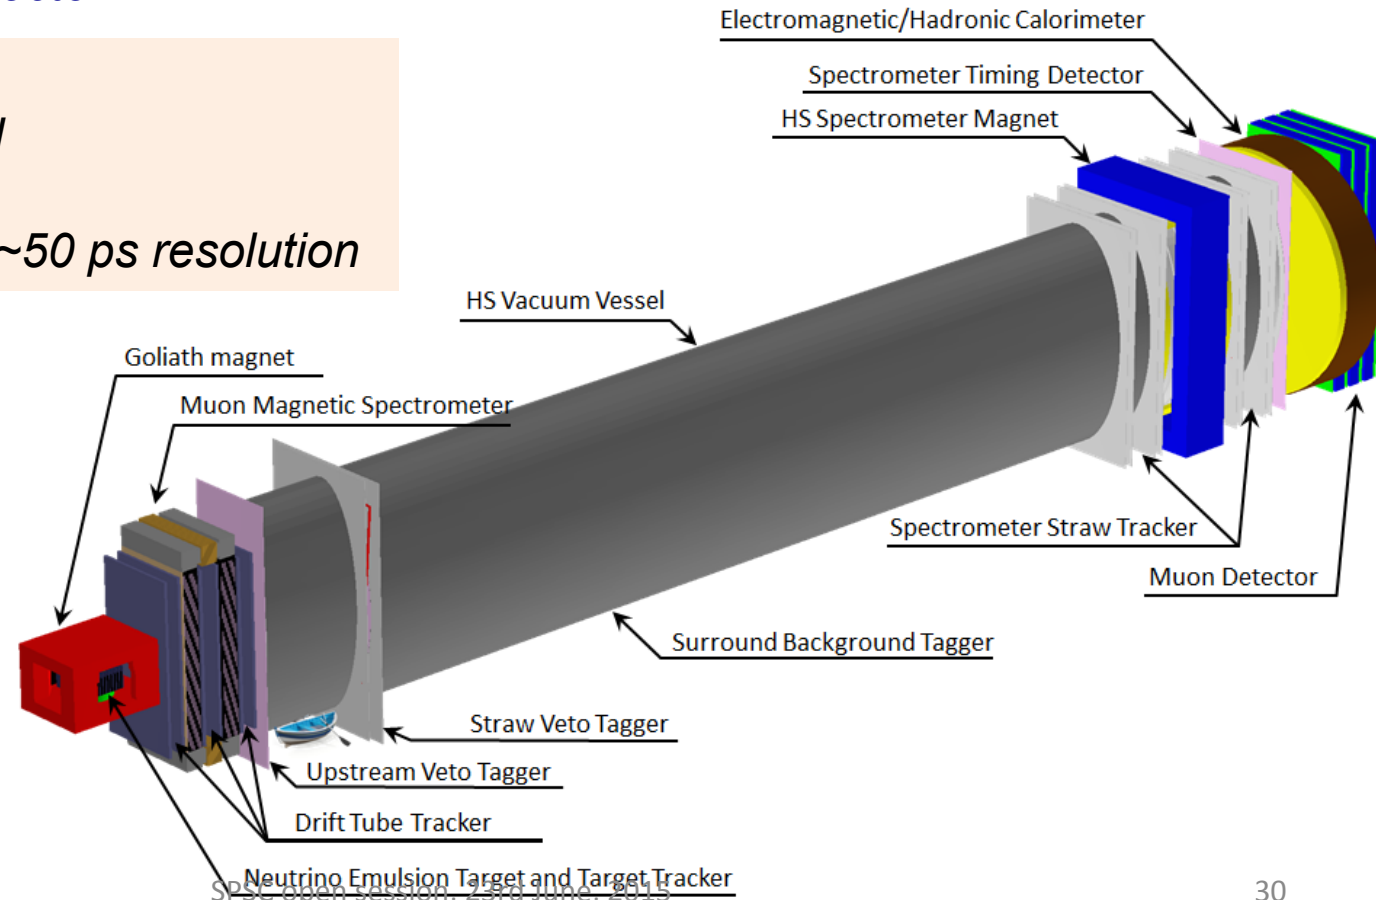 Electromagnetic/Hadronic Calorimeter
Spectrometer Timing Detector
HS Spectrometer Magnet
~50 ps resolution
HS Vacuum Vessel
Goliath magnet
Muon Magnetic Spectrometer
Spectrometer Straw Tracker
Muon Detector
Surround Background Tagger
Straw Veto Tagger
Upstream Veto Tagger
Drift Tube Tracker
Neutrino Emulsion Target and Target Tracker
SPSC open session, 23rd June, 2015
30